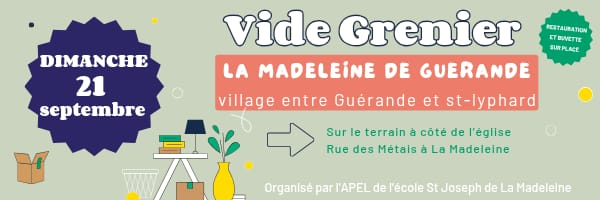 DIMANCHE
21
septembre
Vide Grenier
LA MADELEINE DE GUERANDE
village entre Guérande et st-lyphard
Sur le terrain à côté de l'église
Rue des Métais à La Madeleine
Organisé par l'APEL de l'école St Joseph de La Madeleine
RESTAURATION
ET BUVETTE
SUR PLACE